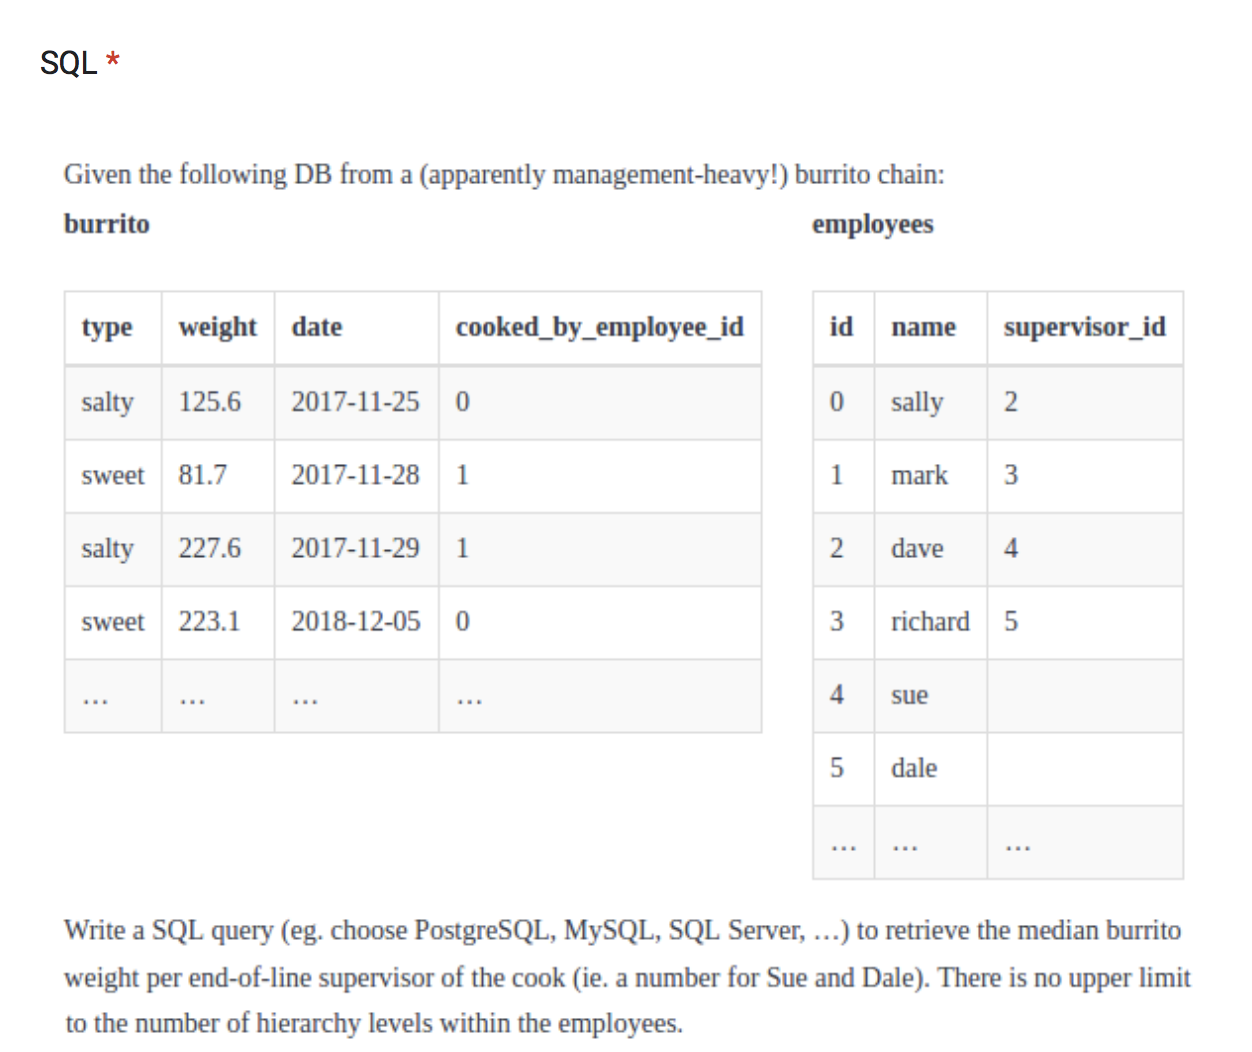 SQL *
Given the following DB from a (apparently management-heavy!) burrito chain:
burrito
type weight date cooked_by_employee_id
salty 125.6 2017-11-25 0
sweet 81.7 2017-11-28 1
salty 227.6 2017-11-29 1
sweet 223.1 2018-12-05 0
... ... ... ...
employees
id name supervisor_id
0 sally 2
1 mark 3
2 dave 4
3 richard 5
4 sue
5 dale
... ... ...
Write a SQL query (eg. choose PostgreSQL, MySQL, SQL Server, ...) to retrieve the median burrito
weight per end-of-line supervisor of the cook (ie. a number for Sue and Dale). There is no upper limit
to the number of hierarchy levels within the employees.